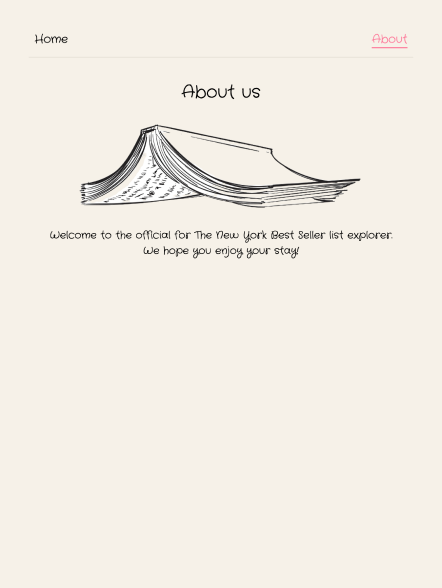 Home
About
About us
Welcome to the official for The New York Best Seller list explorer.
We hope you enjoy your stay!